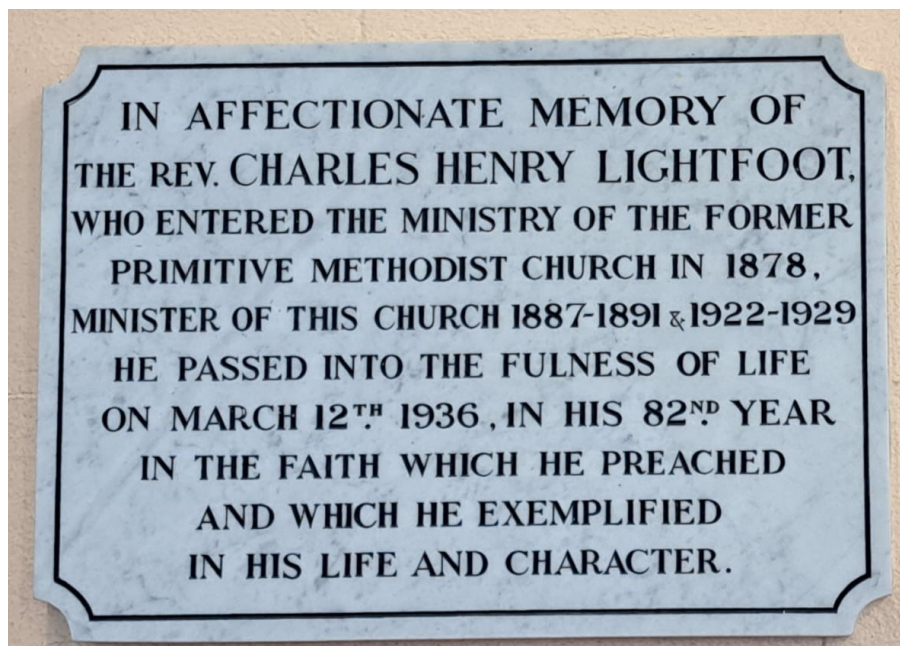 IN AFFECTIONATE MEMORY OF
THE REV. CHARLES HENRY LIGHTFOOT,
WHO ENTERED THE MINISTRY OF THE FORMER
PRIMITIVE METHODIST CHURCH IN 1878,
MINISTER OF THIS CHURCH 1887-1891 & 1922-1929
HE PASSED INTO THE FULNESS OF LIFE
ON MARCH 12TH. 1936, IN HIS 82ND. YEAR
IN THE FAITH WHICH HE PREACHED
AND WHICH HE EXEMPLIFIED
IN HIS LIFE AND CHARACTER.